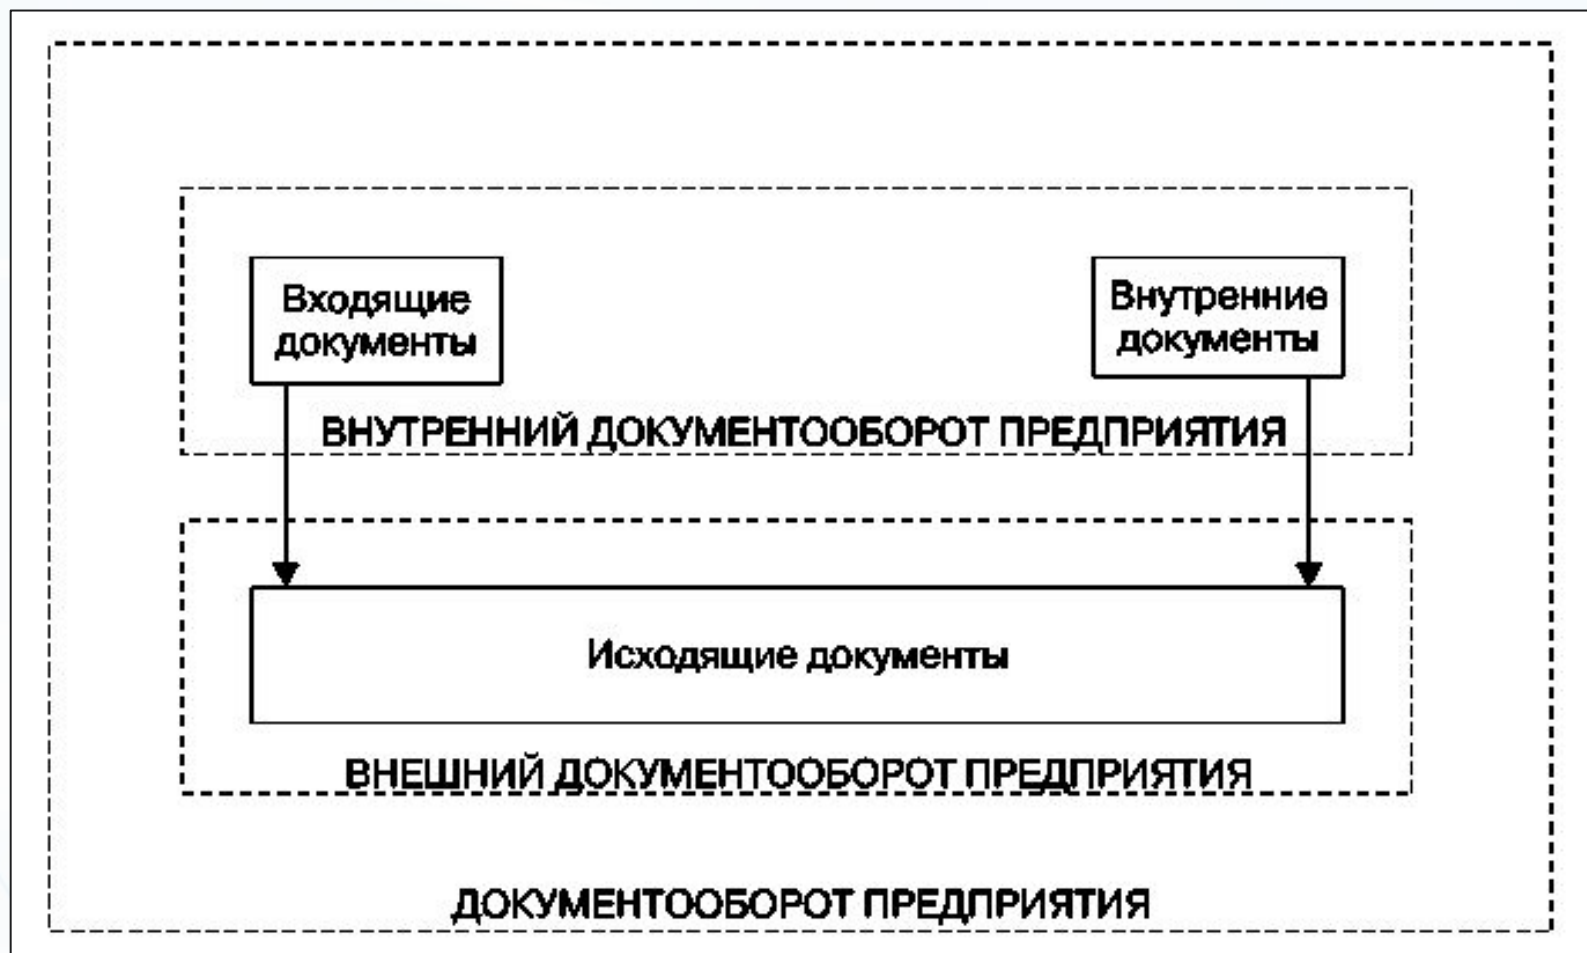 Входящие
документы
Внутренние
документы
ВНУТРЕННИЙ ДОКУМЕНТООБОРОТ ПРЕДПРИЯТИЯ
Исходящие документы
ВНЕШНИЙ ДОКУМЕНТООБОРОТ ПРЕДПРИЯТИЯ
ДОКУМЕНТООБОРОТ ПРЕДПРИЯТИЯ